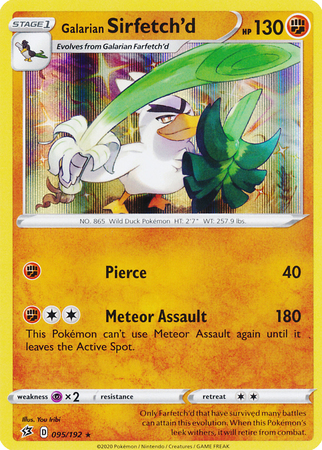 STAGE 1
Galarian Sirfetch'd
HP 130
Evolves from Galarian Farfetch'd
NO. 865 Wild Duck Pokémon HT: 2'7" WT: 257.9 lbs.
Pierce 40
Meteor Assault 180
This Pokémon can't use Meteor Assault again until it
leaves the Active Spot.
weakness ×2 resistance retreat
Illus. You Iribi
D 095/192 ★
Only Farfetch'd that have survived many battles
can attain this evolution. When this Pokémon's
leek withers, it will retire from combat.
©2020 Pokémon / Nintendo / Creatures / GAME FREAK